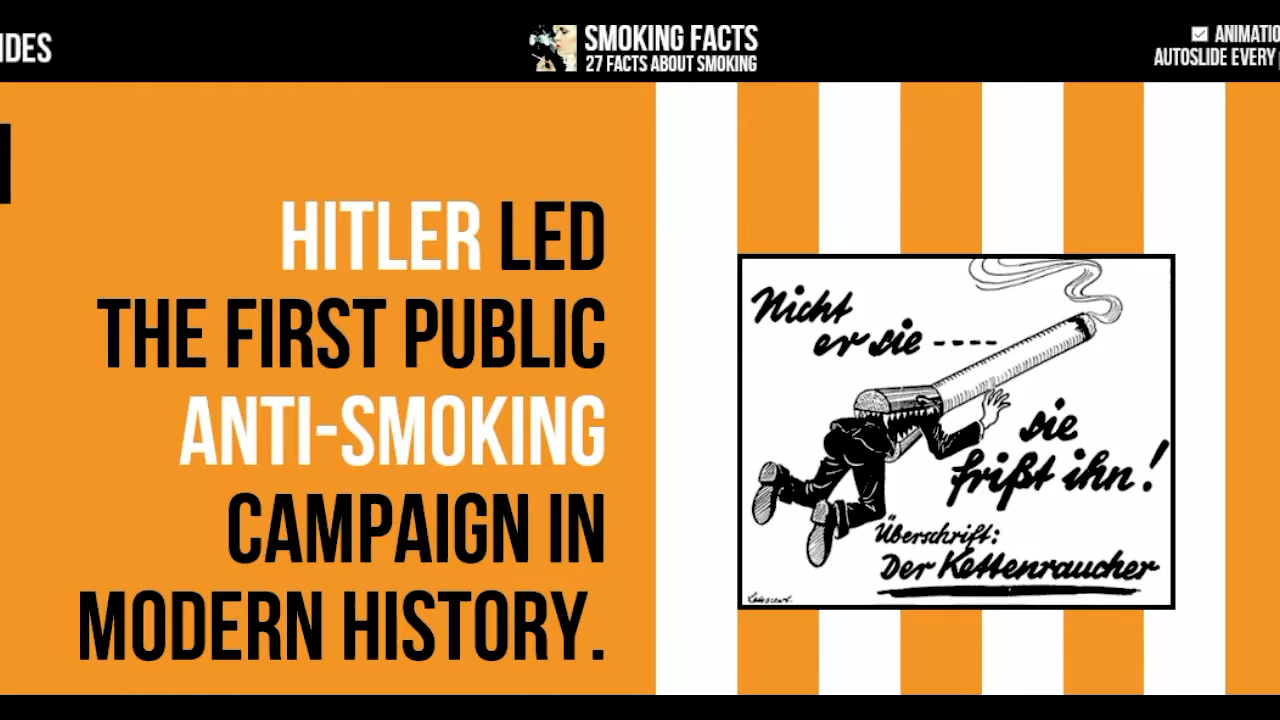 IDES
SMOKING FACTS
27 FACTS ABOUT SMOKING
ANIMATIO
AUTOSLIDE EVERY
HITLER LED
THE FIRST PUBLIC
ANTI-SMOKING
CAMPAIGN IN
MODERN HISTORY.
Nicht
er sie ----
sie
frißt ihn!
Überschrift:
Der Kettenraucher